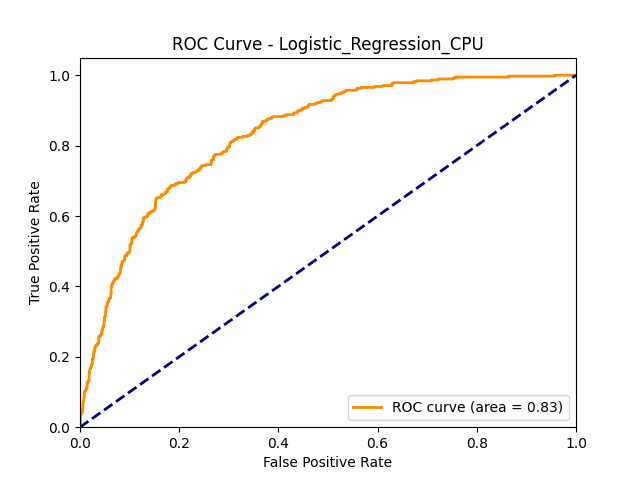 ROC Curve - Logistic_Regression_CPU
True Positive Rate
1.0
0.8
0.6
0.4
0.2
0.0
0.0 0.2 0.4 0.6 0.8 1.0
False Positive Rate
ROC curve (area = 0.83)